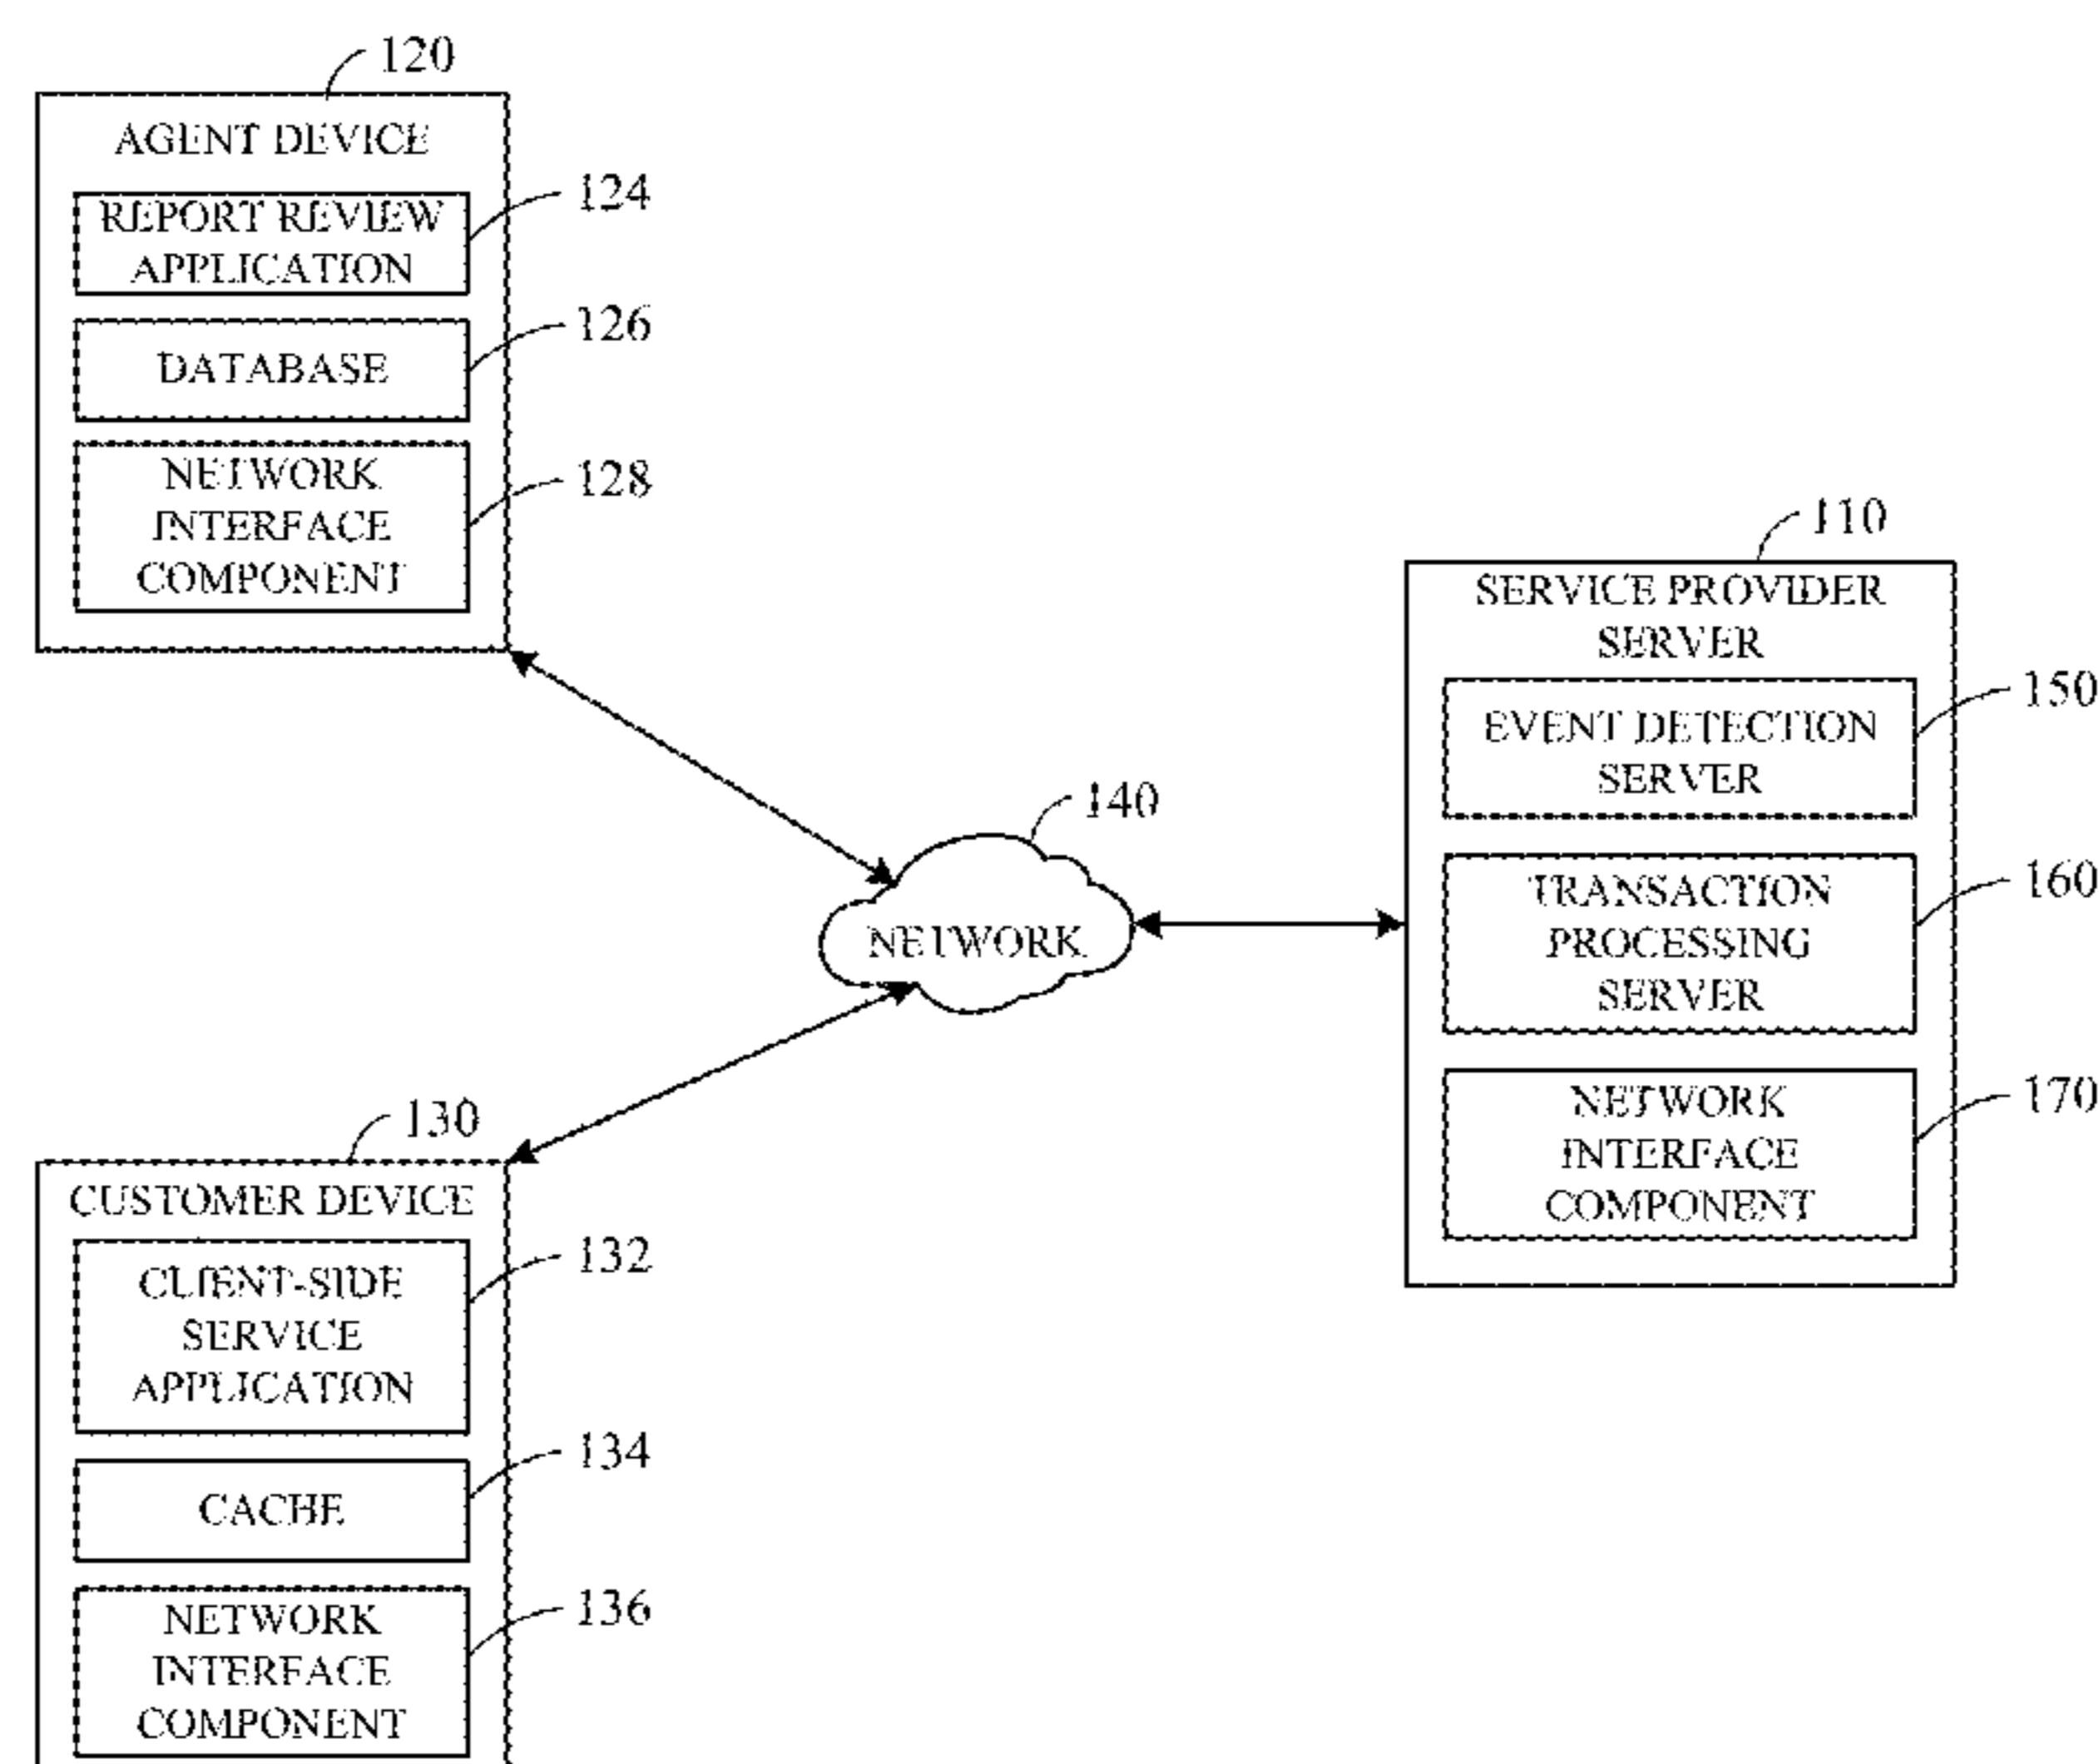 120
AGENT DEVICE
REPORT REVIEW
APPLICATION
124
DATABASE
126
NETWORK
INTERFACE
COMPONENT
128
110
SERVICE PROVIDER
SERVER
EVENT DETECTION
SERVER
150
TRANSACTION
PROCESSING
SERVER
160
NETWORK
INTERFACE
COMPONENT
170
140
NETWORK
130
CUSTOMER DEVICE
CLIENT-SIDE
SERVICE
APPLICATION
132
CACHE
134
NETWORK
INTERFACE
COMPONENT
136